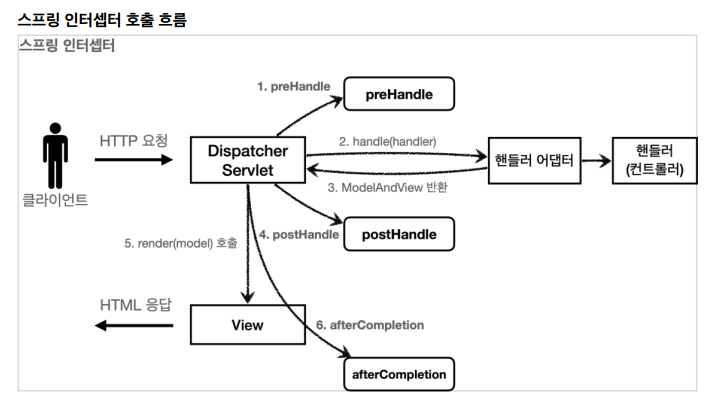 스프링 인터셉터 호출 흐름
스프링 인터셉터
1. preHandle
preHandle
HTTP 요청
클라이언트
Dispatcher
Servlet
2. handle(handler)
3. ModelAndView 반환
핸들러 어댑터
핸들러
(컨트롤러)
4. postHandle
postHandle
5. render(model) 호출
HTML 응답
View
6. afterCompletion
afterCompletion